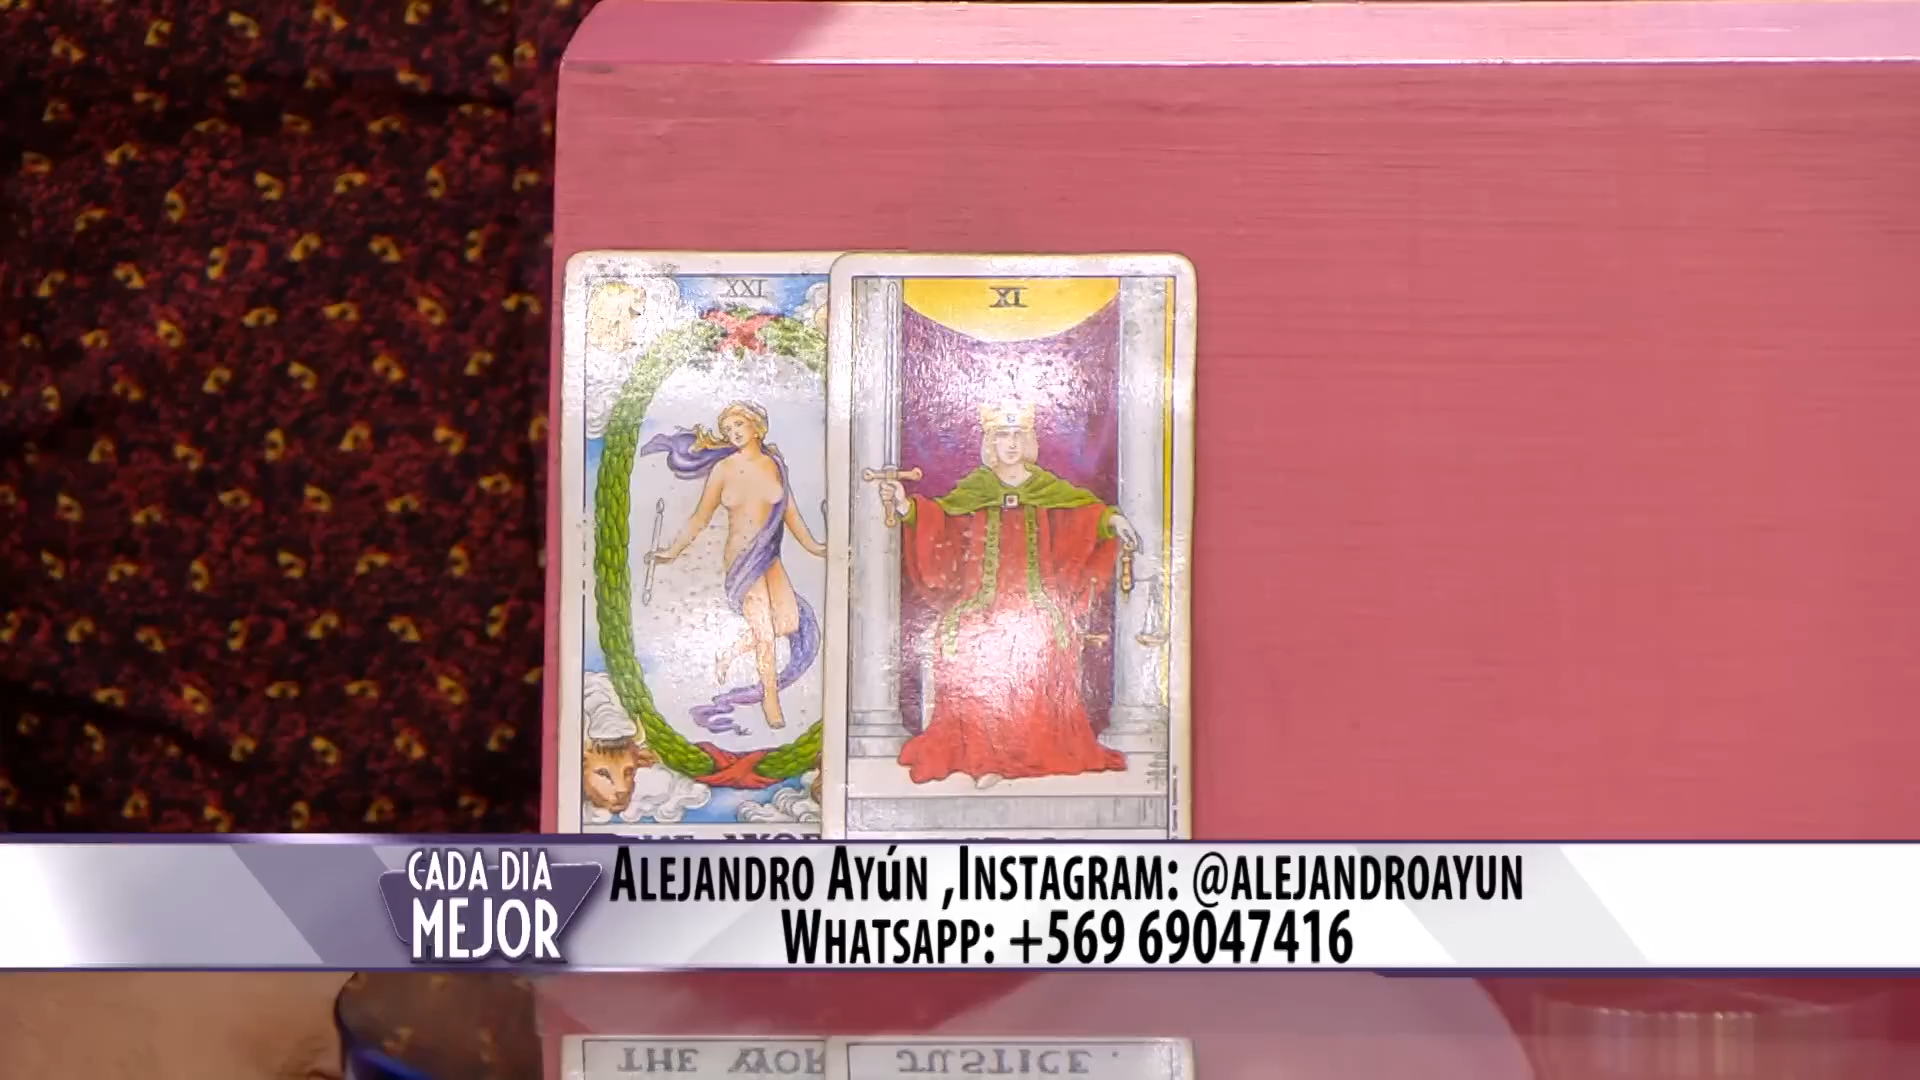 XXI
XI
CADA DIA
MEJOR
ALEJANDRO AYÚN ,INSTAGRAM: @ALEJANDROAYUN
WHATSAPP: +569 69047416
THE WOR
JUSTICE.